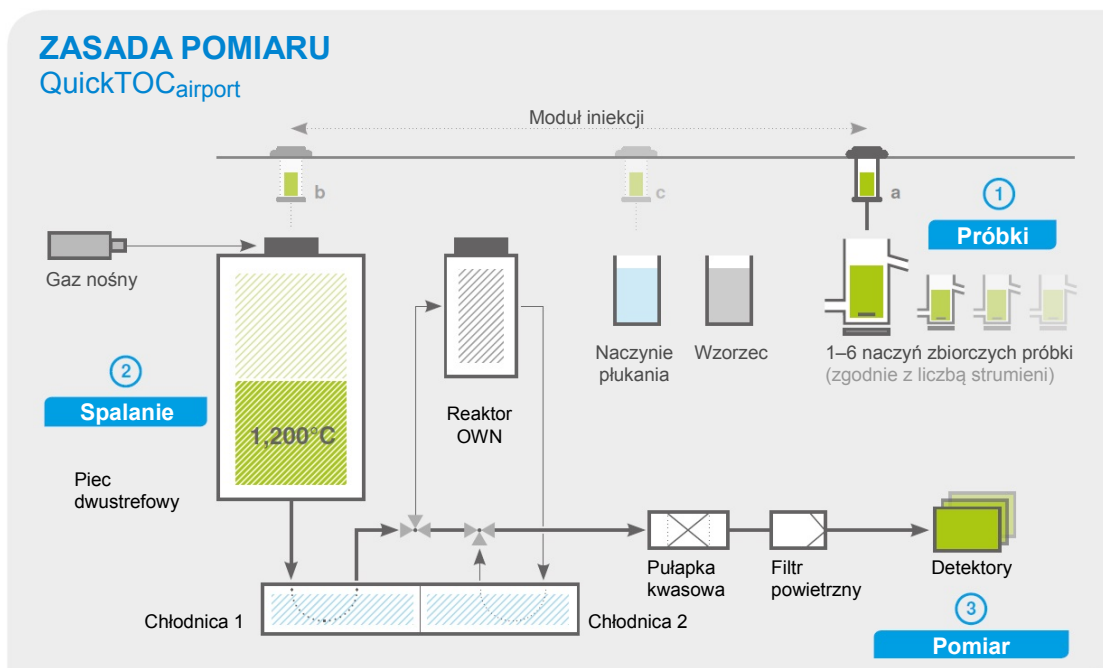 ZASADA POMIARU
QuickTOCairport
Moduł iniekcji
b
c
a
1
Próbki
Gaz nośny
Naczynie
płukania
Wzorzec
1–6 naczyń zbiorczych próbki
(zgodnie z liczbą strumieni)
2
Spalanie
1,200°C
Reaktor
OWN
Piec
dwustrefowy
Pułapka
kwasowa
Filtr
powietrzny
Detektory
Chłodnica 1
Chłodnica 2
3
Pomiar